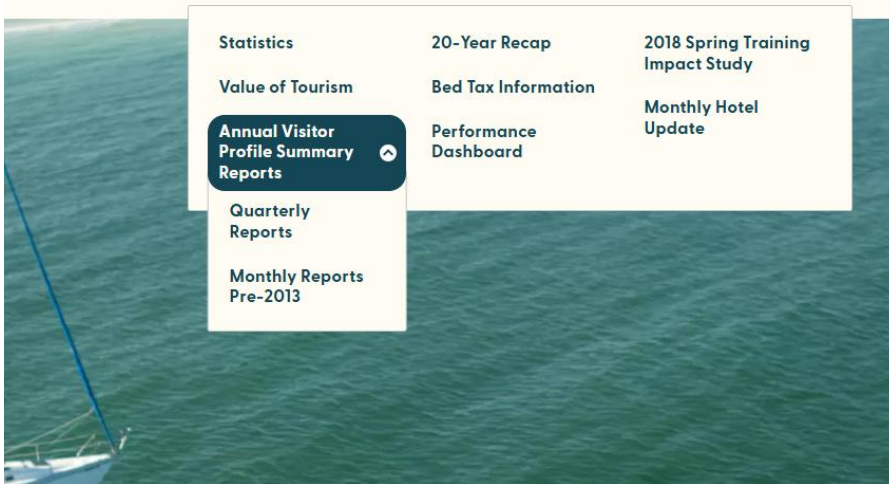 Statistics
Value of Tourism
Annual Visitor
Profile Summary
Reports
Quarterly
Reports
Monthly Reports
Pre-2013
20-Year Recap
Bed Tax Information
Performance
Dashboard
2018 Spring Training
Impact Study
Monthly Hotel
Update